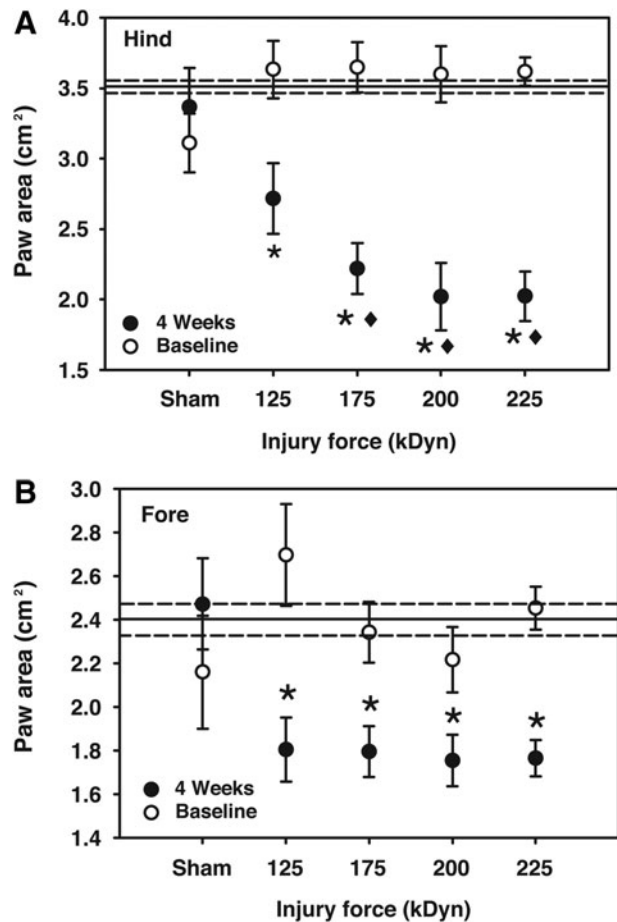 A
Hind
4.0
3.5
3.0
2.5
2.0
1.5
Paw area (cm²)
* 
* ♦
* ♦
* ♦
4 Weeks
Baseline
Sham 125 175 200 225
Injury force (kDyn)
B
Fore
3.0
2.8
2.6
2.4
2.2
2.0
1.8
1.6
1.4
Paw area (cm²)
* * * *
4 Weeks
Baseline
Sham 125 175 200 225
Injury force (kDyn)